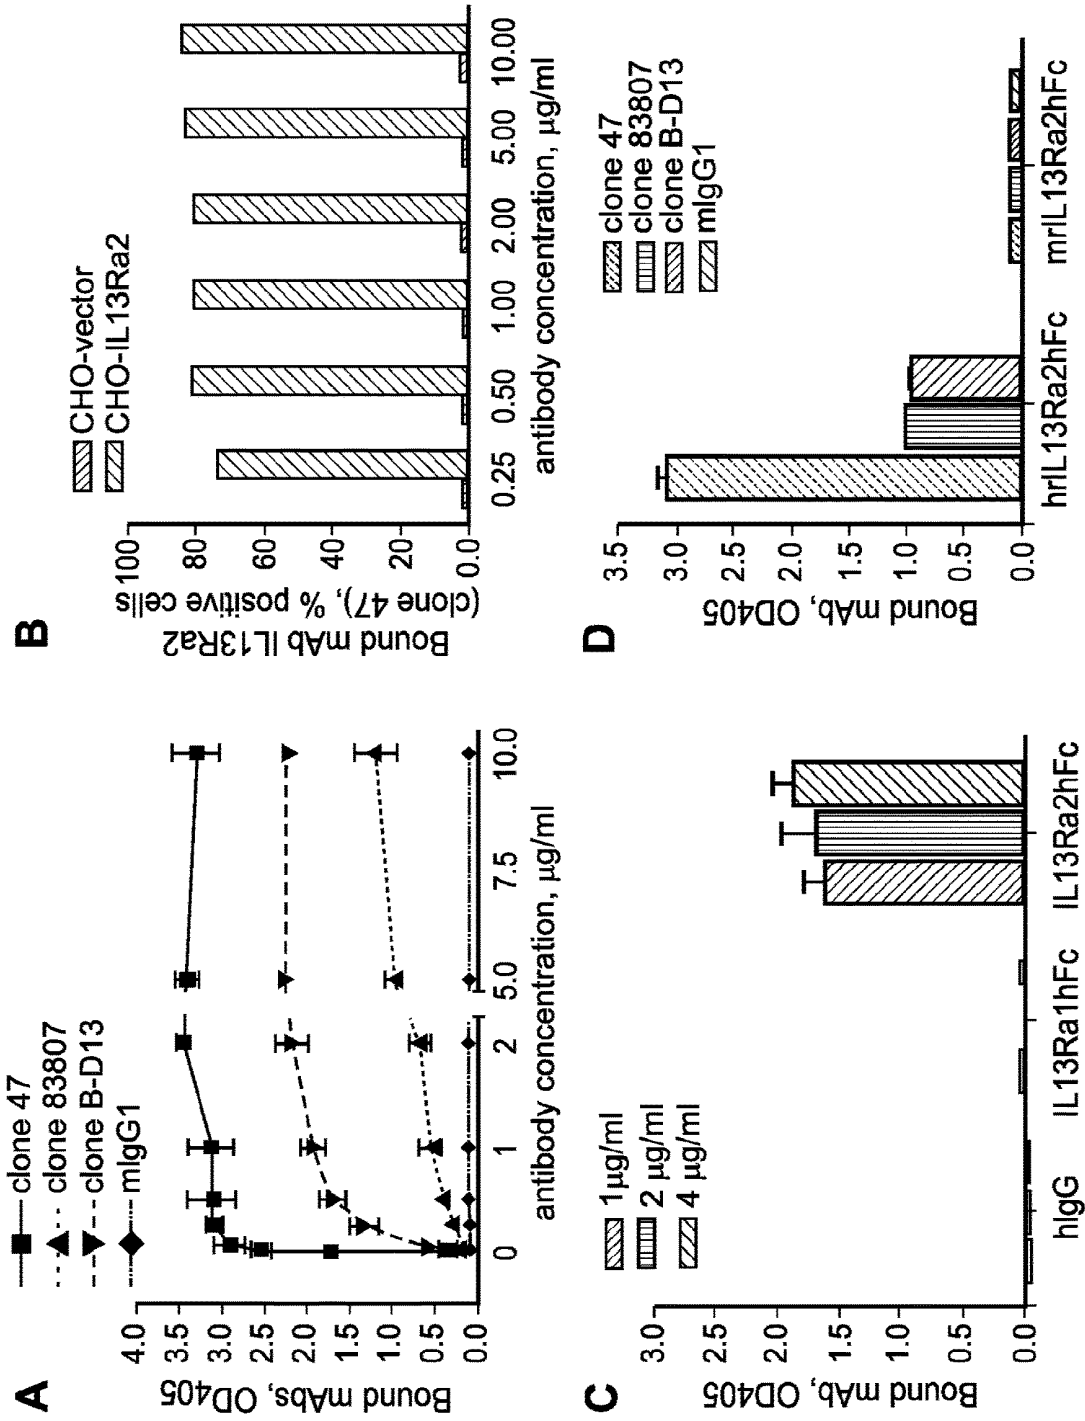 A
clone 47
clone 83807
clone B-D13
mIgG1
Bound mAbs, OD405
4.0
3.5
3.0
2.5
2.0
1.5
1.0
0.5
0.0
0 1 2 5.0 7.5 10.0
antibody concentration, µg/ml
B
CHO-vector
CHO-IL13Ra2
Bound mAb IL13Ra2
(clone 47), % positive cells
100
80
60
40
20
0.0
0.25 0.50 1.00 2.00 5.00 10.00
antibody concentration, µg/ml
C
1µg/ml
2 µg/ml
4 µg/ml
Bound mAb, OD405
3.0
2.5
2.0
1.5
1.0
0.5
0.0
hIgG IL13Ra1hFc IL13Ra2hFc
D
clone 47
clone 83807
clone B-D13
mIgG1
Bound mAb, OD405
3.5
3.0
2.5
2.0
1.5
1.0
0.5
0.0
hrIL13Ra2hFc mrIL13Ra2hFc